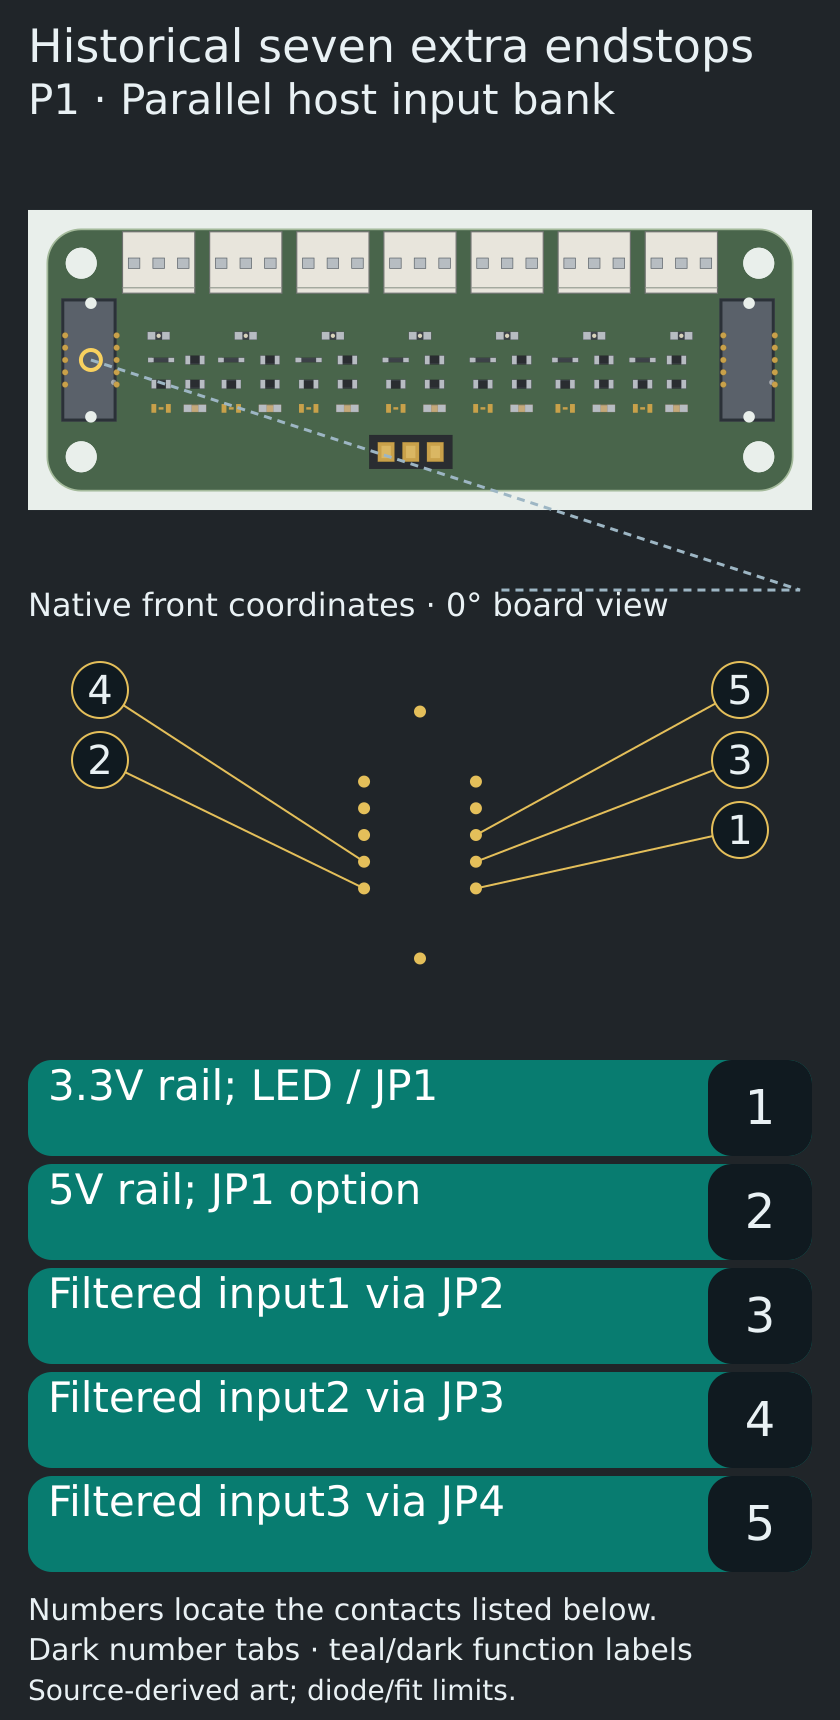 Historical seven extra endstops
P1 · Parallel host input bank
Native front coordinates · 0° board view
4
5
2
3
1
3.3V rail; LED / JP1
1
5V rail; JP1 option
2
Filtered input1 via JP2
3
Filtered input2 via JP3
4
Filtered input3 via JP4
5
Numbers locate the contacts listed below.
Dark number tabs · teal/dark function labels
Source-derived art; diode/fit limits.